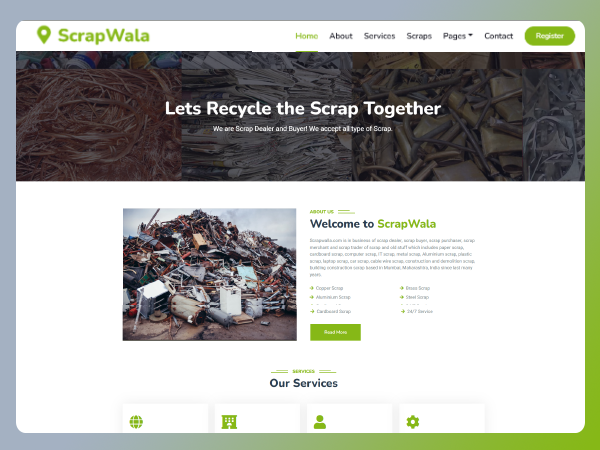 ScrapWala
Home About Services Scraps Pages Contact Register
Lets Recycle the Scrap Together
We are Scrap Dealer and Buyer! We accept all type of Scrap.
ABOUT US
Welcome to ScrapWala
Scrapwalla.com is in business of scrap dealer, scrap buyer, scrap purchaser, scrap
merchant and scrap trader of scrap and old stuff which includes paper scrap,
cardboard scrap, computer scrap, IT scrap, metal scrap, Aluminium scrap, plastic
scrap, laptop scrap, car scrap, cable wire scrap, construction and demolition scrap,
building construction scrap based in Mumbai, Maharashtra, India since last many
years.
Copper Scrap Brass Scrap
Aluminium Scrap Steel Scrap
Cardboard Scrap 24/7 Service
Read More
SERVICES
Our Services